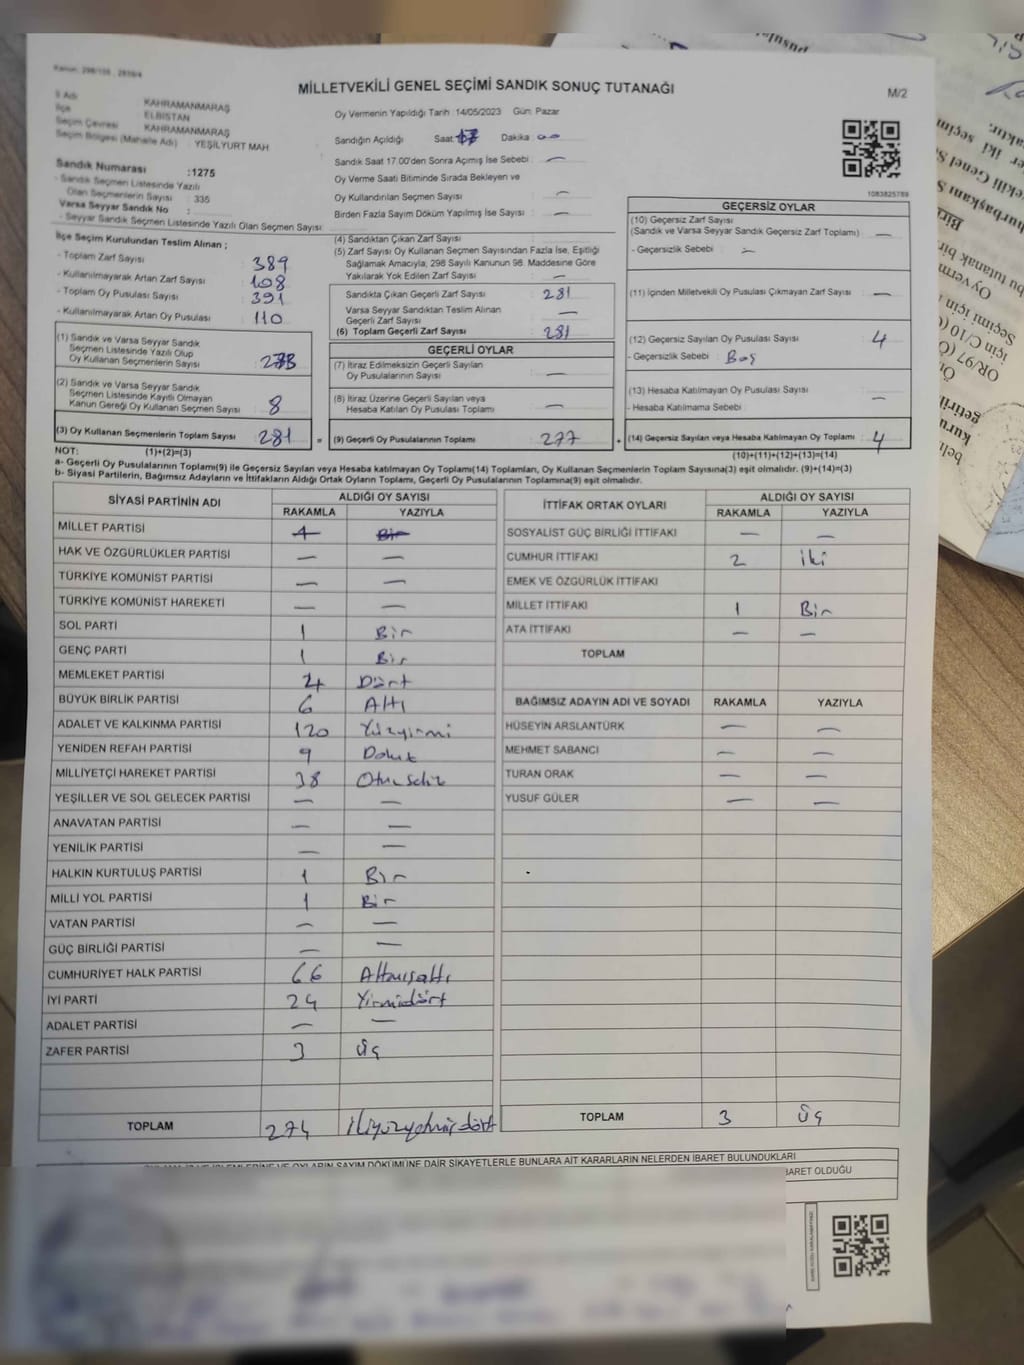 Kanun: 298/105 , 2839/4
MİLLETVEKİLİ GENEL SEÇİMİ SANDIK SONUÇ TUTANAĞI
M/2
İl Adı KAHRAMANMARAŞ
İlçe ELBİSTAN
Seçim Çevresi KAHRAMANMARAŞ
Seçim Bölgesi (Mahalle Adı) : YEŞİLYURT MAH
Sandık Numarası :1275
- Sandık Seçmen Listesinde Yazılı
Olan Seçmenlerin Sayısı : 335
Varsa Seyyar Sandık No :
- Seyyar Sandık Seçmen Listesinde Yazılı Olan Seçmen Sayısı :
Oy Vermenin Yapıldığı Tarih :14/05/2023 Gün: Pazar
Sandığın Açıldığı Saat 17 Dakika 00
Sandık Saat 17.00'den Sonra Açımış İse Sebebi : —
Oy Verme Saati Bitiminde Sırada Bekleyen ve
Oy Kullandırılan Seçmen Sayısı : —
Birden Fazla Sayım Döküm Yapılmış İse Sayısı : —
1083825789
İlçe Seçim Kurulundan Teslim Alınan ;
- Toplam Zarf Sayısı : 389
- Kullanılmayarak Artan Zarf Sayısı : 108
- Toplam Oy Pusulası Sayısı : 391
- Kullanılmayarak Artan Oy Pusulası : 110
(1) Sandık ve Varsa Seyyar Sandık
Seçmen Listesinde Yazılı Olup
Oy Kullanan Seçmenlerin Sayısı : 273
(2) Sandık ve Varsa Seyyar Sandık
Seçmen Listesinde Kayıtlı Olmayan
Kanun Gereği Oy Kullanan Seçmen Sayısı : 8
(3) Oy Kullanan Seçmenlerin Toplam Sayısı : 281
(4) Sandıktan Çıkan Zarf Sayısı :
(5) Zarf Sayısı Oy Kullanan Seçmen Sayısından Fazla İse, Eşitliği
Sağlamak Amacıyla, 298 Sayılı Kanunun 98. Maddesine Göre
Yakılarak Yok Edilen Zarf Sayısı : —
Sandıkta Çıkan Geçerli Zarf Sayısı : 281
Varsa Seyyar Sandıktan Teslim Alınan
Geçerli Zarf Sayısı : —
(6) Toplam Geçerli Zarf Sayısı : 281
GEÇERLİ OYLAR
(7) İtiraz Edilmeksizin Geçerli Sayılan
Oy Pusulalarının Sayısı : —
(8) İtiraz Üzerine Geçerli Sayılan veya
Hesaba Katılan Oy Pusulası Toplamı : —
= (9) Geçerli Oy Pusulalarının Toplamı : 277
GEÇERSİZ OYLAR
(10) Geçersiz Zarf Sayısı
(Sandık ve Varsa Seyyar Sandık Geçersiz Zarf Toplamı) : —
- Geçersizlik Sebebi : —
(11) İçinden Milletvekili Oy Pusulası Çıkmayan Zarf Sayısı : —
(12) Geçersiz Sayılan Oy Pusulası Sayısı : 4
- Geçersizlik Sebebi : Boş
(13) Hesaba Katılmayan Oy Pusulası Sayısı : —
- Hesaba Katılmama Sebebi :
+ (14) Geçersiz Sayılan veya Hesaba Katılmayan Oy Toplamı : 4
NOT: (1)+(2)=(3)
(10)+(11)+(12)+(13)=(14)
a- Geçerli Oy Pusulalarının Toplamı(9) ile Geçersiz Sayılan veya Hesaba katılmayan Oy Toplamı(14) Toplamları, Oy Kullanan Seçmenlerin Toplam Sayısına(3) eşit olmalıdır. (9)+(14)=(3)
b- Siyasi Partilerin, Bağımsız Adayların ve İttifakların Aldığı Ortak Oyların Toplamı, Geçerli Oy Pusulalarının Toplamına(9) eşit olmalıdır.
SİYASİ PARTİNİN ADI ALDIĞI OY SAYISI
RAKAMLA YAZIYLA
MİLLET PARTİSİ 1 Bir
HAK VE ÖZGÜRLÜKLER PARTİSİ — —
TÜRKİYE KOMÜNİST PARTİSİ — —
TÜRKİYE KOMÜNİST HAREKETİ — —
SOL PARTİ 1 Bir
GENÇ PARTİ 1 Bir
MEMLEKET PARTİSİ 4 Dört
BÜYÜK BİRLİK PARTİSİ 6 Altı
ADALET VE KALKINMA PARTİSİ 120 Yüzyirmi
YENİDEN REFAH PARTİSİ 9 Dokuz
MİLLİYETÇİ HAREKET PARTİSİ 38 Otuzsekiz
YEŞİLLER VE SOL GELECEK PARTİSİ — —
ANAVATAN PARTİSİ — —
YENİLİK PARTİSİ — —
HALKIN KURTULUŞ PARTİSİ 1 Bir
MİLLİ YOL PARTİSİ 1 Bir
VATAN PARTİSİ — —
GÜÇ BİRLİĞİ PARTİSİ — —
CUMHURİYET HALK PARTİSİ 66 Altmışaltı
İYİ PARTİ 24 Yirmidört
ADALET PARTİSİ — —
ZAFER PARTİSİ 3 Üç
TOPLAM 274 ikiyüzyetmişdört
İTTİFAK ORTAK OYLARI ALDIĞI OY SAYISI
RAKAMLA YAZIYLA
SOSYALİST GÜÇ BİRLİĞİ İTTİFAKI — —
CUMHUR İTTİFAKI 2 iki
EMEK VE ÖZGÜRLÜK İTTİFAKI
MİLLET İTTİFAKI 1 Bir
ATA İTTİFAKI — —
TOPLAM
BAĞIMSIZ ADAYIN ADI VE SOYADI RAKAMLA YAZIYLA
HÜSEYİN ARSLANTÜRK — —
MEHMET SABANCI — —
TURAN ORAK — —
YUSUF GÜLER — —
TOPLAM 3 Üç
OYLARIN SAYIM DÖKÜMÜNE DAİR ŞİKAYETLERLE BUNLARA AİT KARARLARIN NELERDEN İBARET BULUNDUKLARI
İBARET OLDUĞU